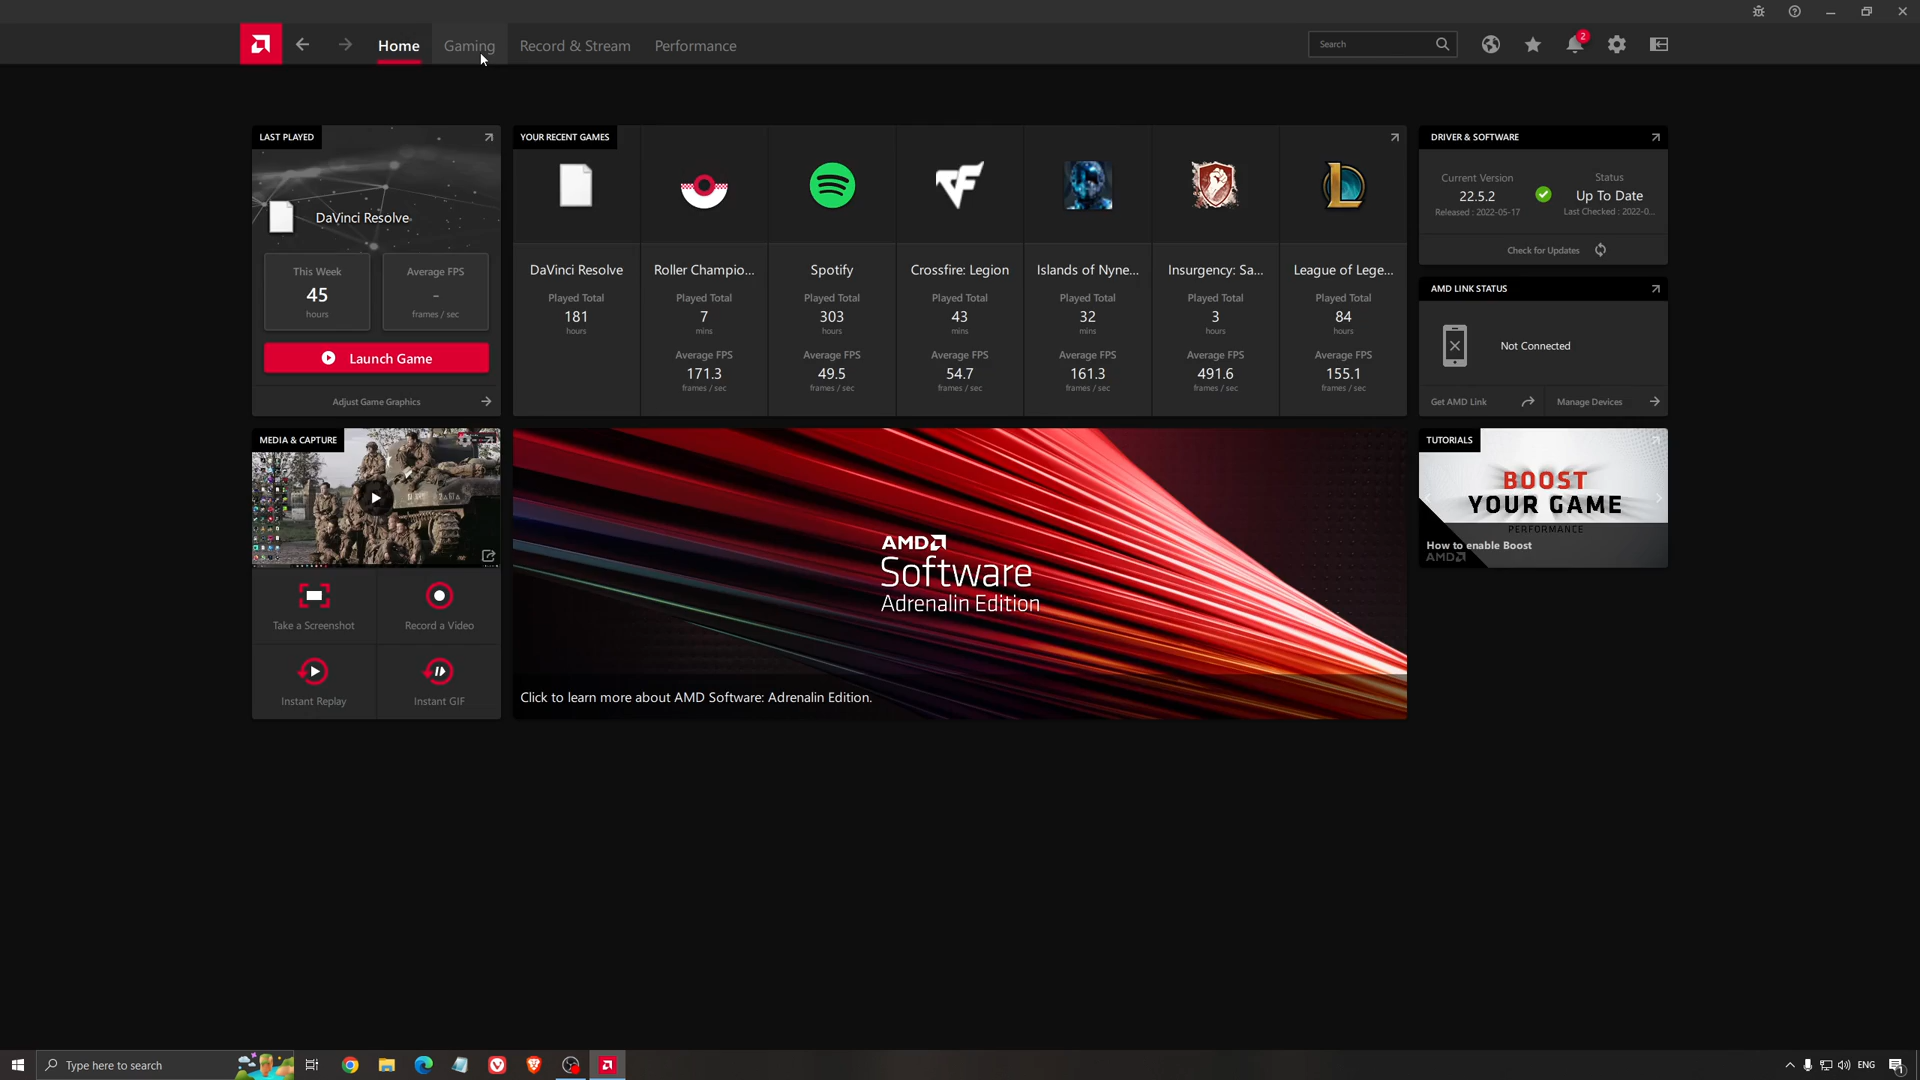 Home
Gaming
Record & Stream
Performance
Search
2
LAST PLAYED
DaVinci Resolve
This Week
45
hours
Average FPS
–
frames / sec
Launch Game
Adjust Game Graphics
YOUR RECENT GAMES
DaVinci Resolve
Played Total
181
hours
Roller Champio...
Played Total
7
mins
Average FPS
171.3
frames / sec
Spotify
Played Total
303
hours
Average FPS
49.5
frames / sec
Crossfire: Legion
Played Total
43
mins
Average FPS
54.7
frames / sec
Islands of Nyne...
Played Total
32
mins
Average FPS
161.3
frames / sec
Insurgency: Sa...
Played Total
3
hours
Average FPS
491.6
frames / sec
League of Lege...
Played Total
84
hours
Average FPS
155.1
frames / sec
DRIVER & SOFTWARE
Current Version
22.5.2
Released : 2022-05-17
Status
Up To Date
Last Checked : 2022-0...
Check for Updates
AMD LINK STATUS
Not Connected
Get AMD Link
Manage Devices
MEDIA & CAPTURE
Take a Screenshot
Record a Video
Instant Replay
Instant GIF
AMD
Software
Adrenalin Edition
Click to learn more about AMD Software: Adrenalin Edition.
TUTORIALS
BOOST
YOUR GAME
PERFORMANCE
How to enable Boost
AMD
Type here to search
ENG